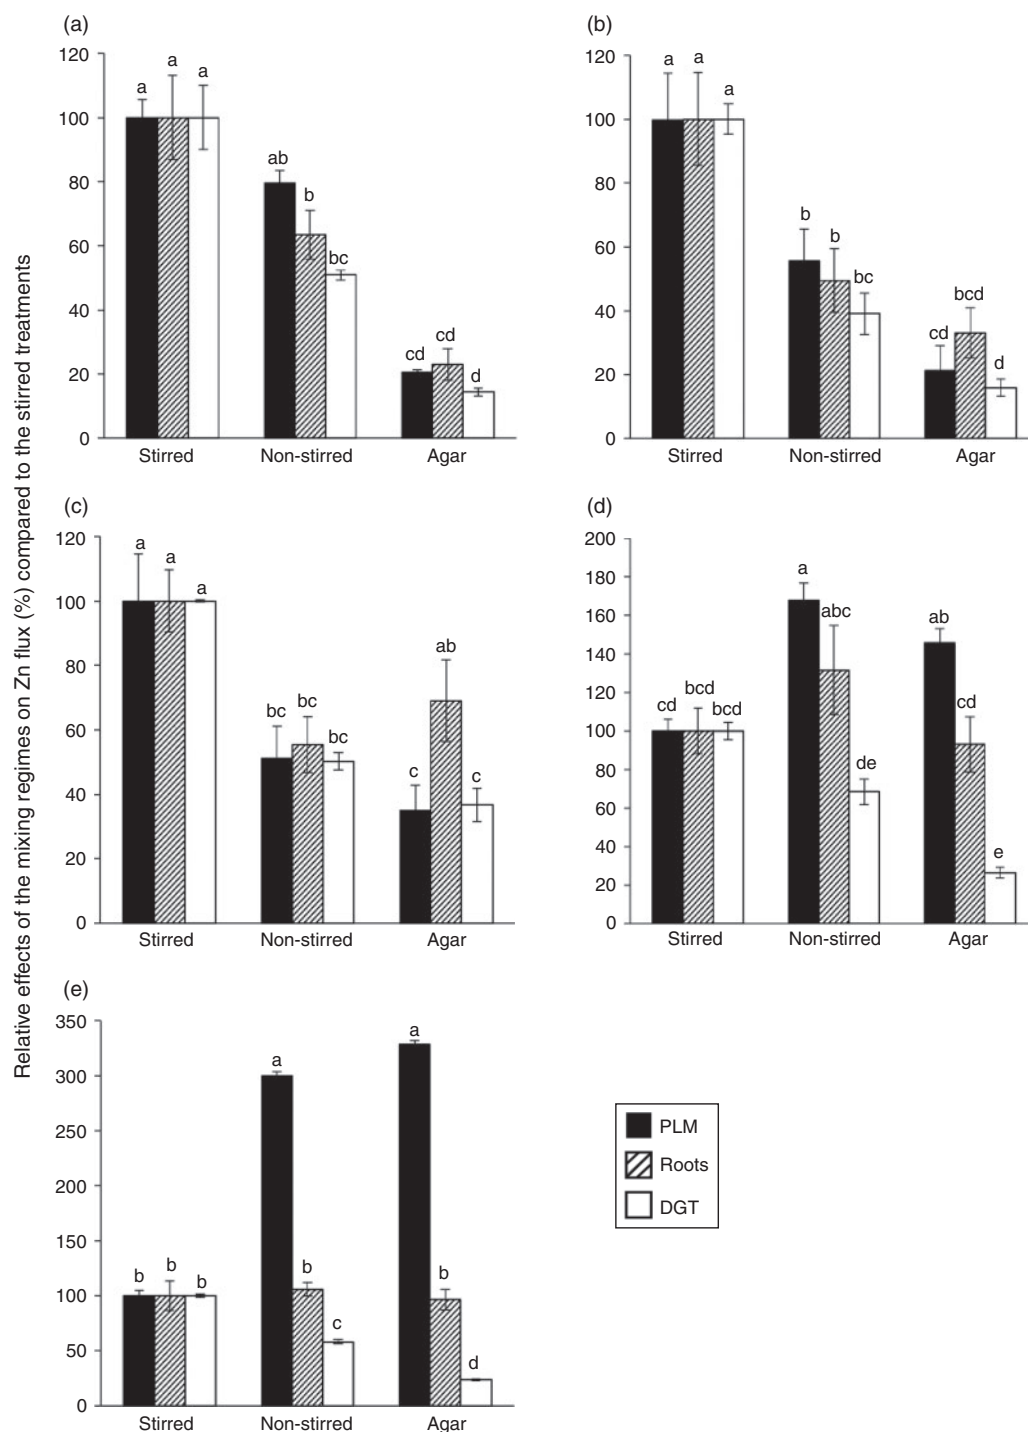 Relative effects of the mixing regimes on Zn flux (%) compared to the stirred treatments
(a)
120
100
80
60
40
20
0
a a a
ab b bc
cd cd d
Stirred Non-stirred Agar
(b)
120
100
80
60
40
20
0
a a a
b b bc
cd bcd d
Stirred Non-stirred Agar
(c)
120
100
80
60
40
20
0
a a a
bc bc bc
c ab c
Stirred Non-stirred Agar
(d)
200
180
160
140
120
100
80
60
40
20
0
cd bcd bcd
a abc de
ab cd e
Stirred Non-stirred Agar
(e)
350
300
250
200
150
100
50
0
b b b
a b c
a b d
Stirred Non-stirred Agar
PLM
Roots
DGT